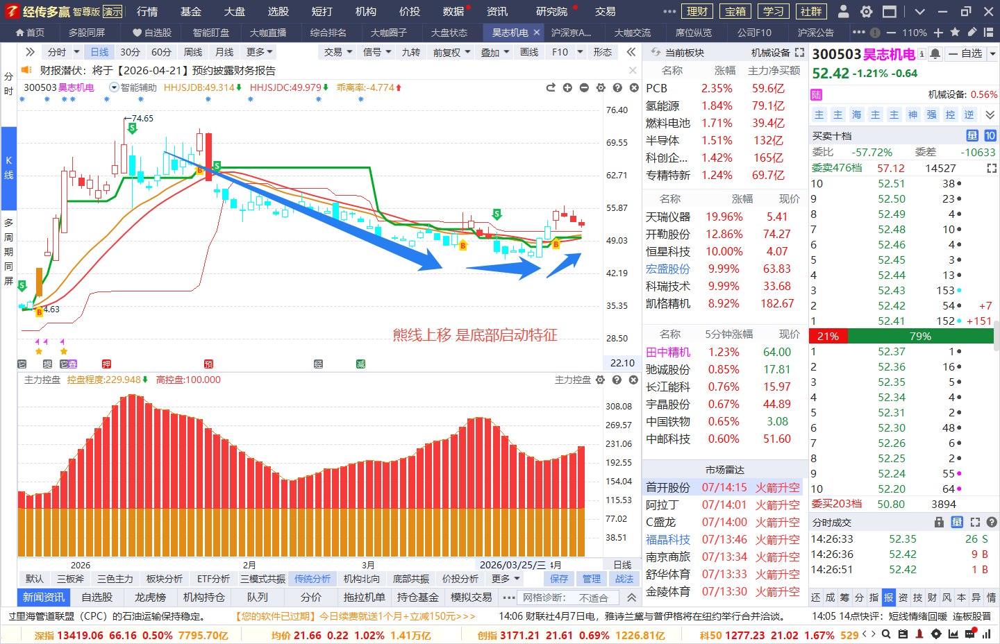 经传多赢 智尊版 演示 行情 基金 大盘 选股 短打 机构 价投 数据 资讯 研究院 交易 ••• 理财 宝箱 学习 社群
首页 多股同屏 自选股 智能盯盘 大咖直播 综合排名 大咖圈子 大盘状态 昊志机电 × 沪深京A... 大咖交流 席位纵览 公司F10 沪深公告 ••• 110%
分时 日线 30分 60分 周线 月线 更多 交易 信号 九转 前复权 叠加 画线 F10 形态
财报潜伏：将于【2026-04-21】预约披露财务报告
300503 昊志机电 智能辅助 HHJSJDB:49.314 HHJSJDC:49.979 乖离率:-4.774
分时
K线
多周期同屏
76.40
69.55
62.71
55.87
49.03
42.19
35.35
28.50
22.10
←74.65
S
B
S
S
B
B
S
B
34.63
熊线上移 是底部启动特征
它 提 它 查 押 预 经 减
主力控盘 控盘程度:229.948 高控盘:100.000 主力控盘
308.08
269.57
231.06
192.55
154.04
115.53
77.02
38.51
2026 2月 3月 2026/03/25/三 4月 日线
默认 三板斧 三色主力 板块分析 ETF分析 三模式共振 传统分析 机构北向 底部共振 价投分析 更多 保存 管理 战法
新闻资讯 自选股 龙虎榜 机构持仓 队列 分价 拖拉机单 持仓基金 模拟交易 ••• 网格诊断： 不适合
当前板块 机械设备
名称 涨幅 主力净买额
PCB 2.35% 59.6亿
氢能源 1.84% 79.1亿
燃料电池 1.71% 39.4亿
半导体 1.51% 132亿
科创企... 1.42% 165亿
专精特新 1.24% 69.7亿
名称 涨幅 现价
天瑞仪器 19.96% 5.41
开勒股份 12.86% 74.27
恒星科技 10.00% 4.07
宏盛股份 9.99% 63.83
科瑞技术 9.99% 33.68
凯格精机 8.92% 182.67
名称 5分钟涨幅 现价
田中精机 1.23% 64.00
驰诚股份 0.85% 17.81
长江能科 0.76% 15.97
宇晶股份 0.67% 44.89
中国铁物 0.65% 3.08
中邮科技 0.60% 51.60
市场雷达
首开股份 07/14:15 火箭升空
阿拉丁 07/14:01 火箭升空
C盛龙 07/14:00 火箭升空
福晶科技 07/13:46 火箭升空
南京商旅 07/13:34 火箭升空
舒华体育 07/13:33 火箭升空
金陵体育 07/13:30 火箭升空
300503 昊志机电 自选
52.42 -1.21% -0.64
陆 机械设备: 0.56%
主 主 海 主 主 神 强 控 逆
买卖十档 量 10
委比 -57.72% 委差 -10633
委卖476档 57.12 14527
10 52.51 38
9 52.50 23
8 52.49 4
7 52.48 10
6 52.46 4
5 52.45 3
4 52.44 13
3 52.43 153
2 52.42 54 +7
1 52.41 152 +151
21% 79%
1 52.37 1
2 52.36 16
3 52.35 5
4 52.34 4
5 52.31 2
6 52.30 48
7 52.26 6
8 52.25 2
9 52.24 55
10 52.20 64
委买203档 50.80 3894
分时成交 量
14:26:33 52.35 26 S
14:26:36 52.42 9 B
14:26:51 52.42 1 B
还 成 筹 分 指 报 资 技 财 风 本 异 情
过里海管道联盟（CPC）的石油运输保持稳定。 【您的软件已过期】今日续费就送1个月+立减150元>>> 14:06 财联社4月7日电，雅诗兰黛与普伊格将在纽约举行合并洽谈。 14:05 14点快评：短线情绪回暖 连板股晋
深指 13419.06 66.16 0.50% 7795.70亿 均价 21.66 0.22 1.02% 1.41万亿 创指 3171.21 21.61 0.69% 1226.81亿 科50 1277.23 21.02 1.67% 529